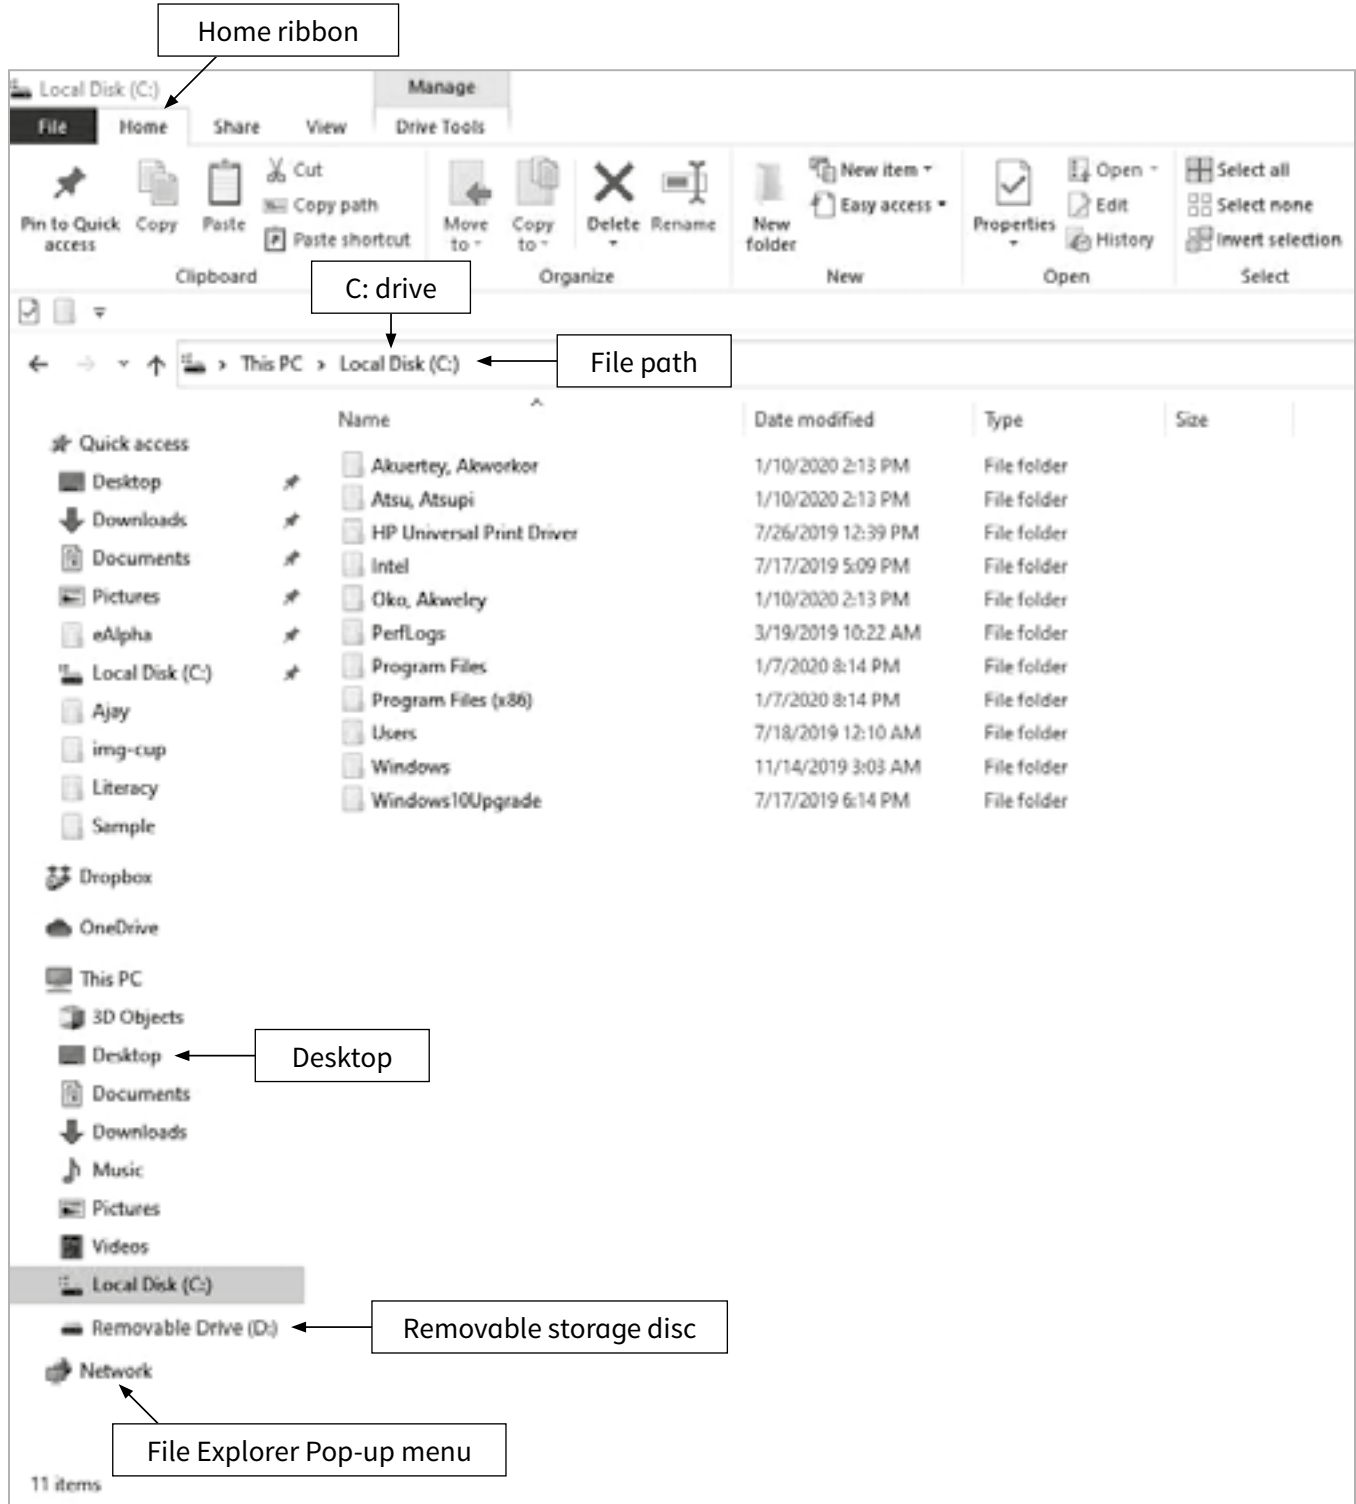 Home ribbon
Local Disk (C:)
Manage
File Home Share View Drive Tools
Pin to Quick access
Copy
Paste
Cut
Copy path
Paste shortcut
Clipboard
Move to
Copy to
Delete
Rename
Organize
New folder
New item
Easy access
New
Properties
Open
Edit
History
Open
Select all
Select none
Invert selection
Select
C: drive
This PC › Local Disk (C:)
File path
Name Date modified Type Size
Quick access
Desktop
Downloads
Documents
Pictures
eAlpha
Local Disk (C:)
Ajay
img-cup
Literacy
Sample
Dropbox
OneDrive
This PC
3D Objects
Desktop
Documents
Downloads
Music
Pictures
Videos
Local Disk (C:)
Removable Drive (D:)
Network
Akuertey, Akworkor 1/10/2020 2:13 PM File folder
Atsu, Atsupi 1/10/2020 2:13 PM File folder
HP Universal Print Driver 7/26/2019 12:39 PM File folder
Intel 7/17/2019 5:09 PM File folder
Oko, Akweley 1/10/2020 2:13 PM File folder
PerfLogs 3/19/2019 10:22 AM File folder
Program Files 1/7/2020 8:14 PM File folder
Program Files (x86) 1/7/2020 8:14 PM File folder
Users 7/18/2019 12:10 AM File folder
Windows 11/14/2019 3:03 AM File folder
Windows10Upgrade 7/17/2019 6:14 PM File folder
Desktop
Removable storage disc
File Explorer Pop-up menu
11 items